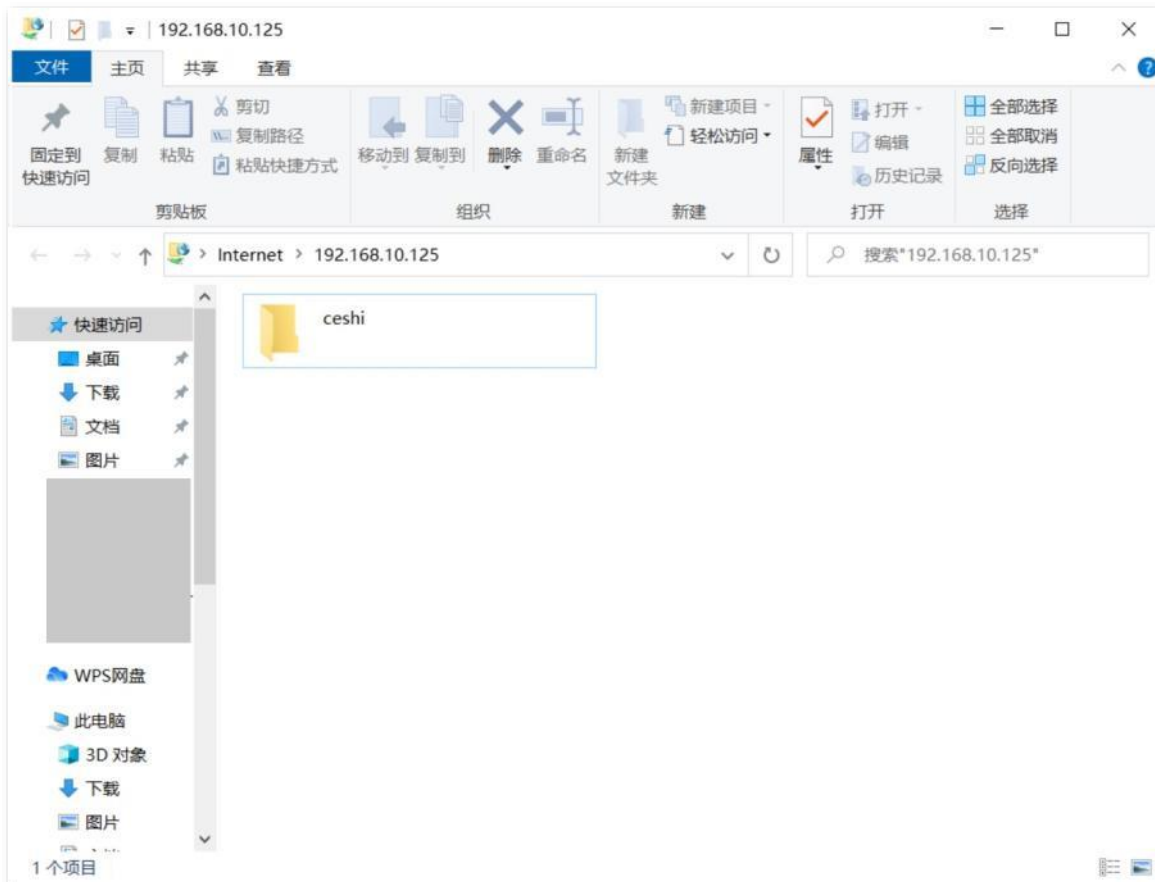 192.168.10.125
文件 主页 共享 查看
固定到
快速访问
复制
粘贴
剪切
复制路径
粘贴快捷方式
剪贴板
移动到 复制到 删除 重命名
组织
新建
文件夹
新建项目
轻松访问
新建
属性
打开
编辑
历史记录
打开
全部选择
全部取消
反向选择
选择
Internet > 192.168.10.125
搜索"192.168.10.125"
快速访问
桌面
下载
文档
图片
WPS网盘
此电脑
3D 对象
下载
图片
ceshi
1 个项目